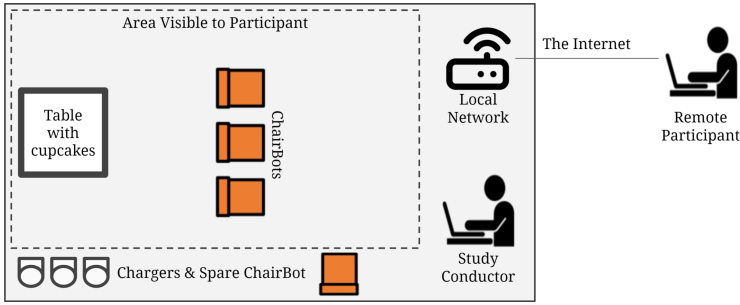 Area Visible to Participant
Table
with
cupcakes
ChairBots
Local
Network
The Internet
Remote
Participant
Study
Conductor
Chargers & Spare ChairBot